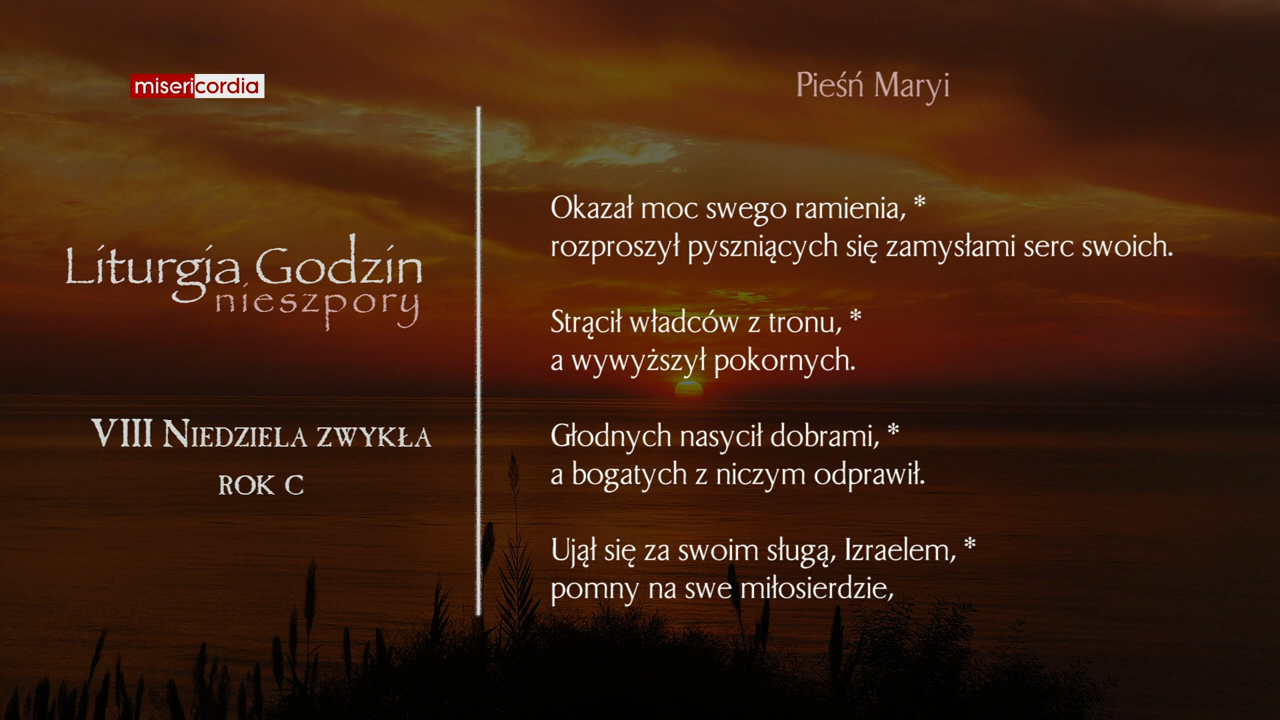 misericordia
Liturgia Godzin
nieszpory
VIII Niedziela zwykła
rok C
Pieśń Maryi
Okazał moc swego ramienia, *
rozproszył pyszniących się zamysłami serc swoich.
Strącił władców z tronu, *
a wywyższył pokornych.
Głodnych nasycił dobrami, *
a bogatych z niczym odprawił.
Ujął się za swoim sługą, Izraelem, *
pomny na swe miłosierdzie,